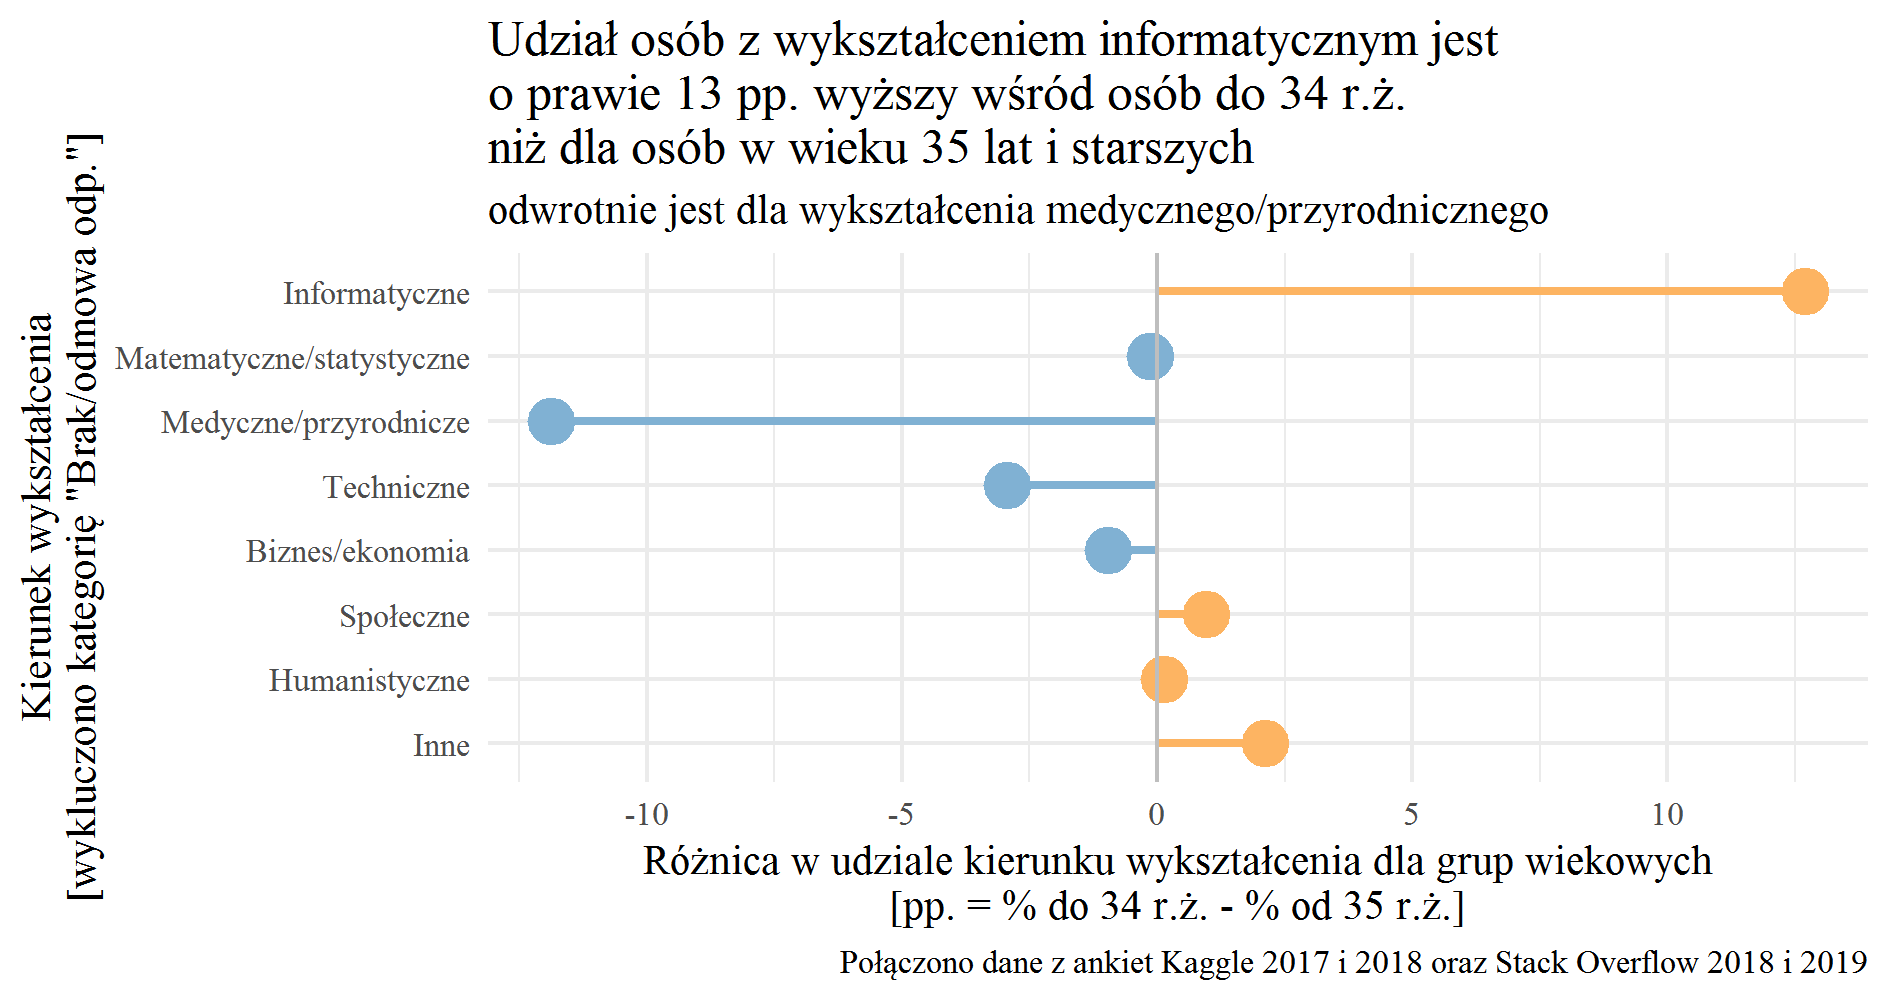 Udział osób z wykształceniem informatycznym jest
o prawie 13 pp. wyższy wśród osób do 34 r.ż.
niż dla osób w wieku 35 lat i starszych
odwrotnie jest dla wykształcenia medycznego/przyrodnicznego
Kierunek wykształcenia
[wykluczono kategorię "Brak/odmowa odp."]
Informatyczne
Matematyczne/statystyczne
Medyczne/przyrodnicze
Techniczne
Biznes/ekonomia
Społeczne
Humanistyczne
Inne
-10 -5 0 5 10
Różnica w udziale kierunku wykształcenia dla grup wiekowych
[pp. = % do 34 r.ż. - % od 35 r.ż.]
Połączono dane z ankiet Kaggle 2017 i 2018 oraz Stack Overflow 2018 i 2019